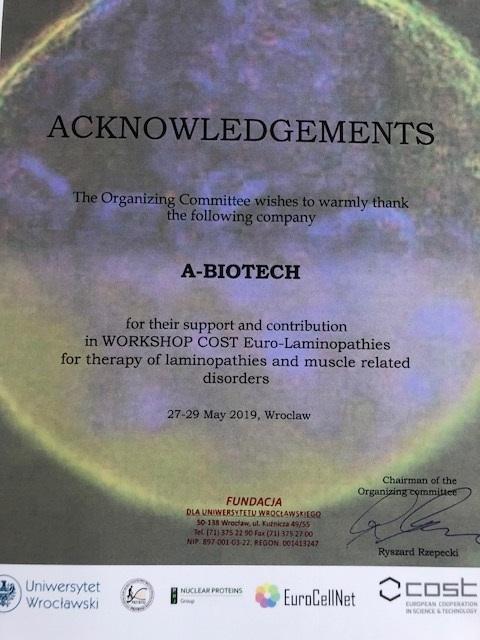 ACKNOWLEDGEMENTS
The Organizing Committee wishes to warmly thank
the following company
A-BIOTECH
for their support and contribution
in WORKSHOP COST Euro-Laminopathies
for therapy of laminopathies and muscle related
disorders
27-29 May 2019, Wroclaw
Chairman of the
Organizing committee
FUNDACJA
DLA UNIWERSYTETU WROCŁAWSKIEGO
50-138 Wrocław, ul. Kuźnicza 49/55
Tel. (71) 375 22 90 Fax (71) 375 27 00
NIP. 897-001-03-22, REGON. 001413247
Ryszard Rzepecki
Uniwersytet
Wrocławski
NUCLEAR PROTEINS
Group
EuroCellNet
cost
EUROPEAN COOPERATION
IN SCIENCE & TECHNOLOGY